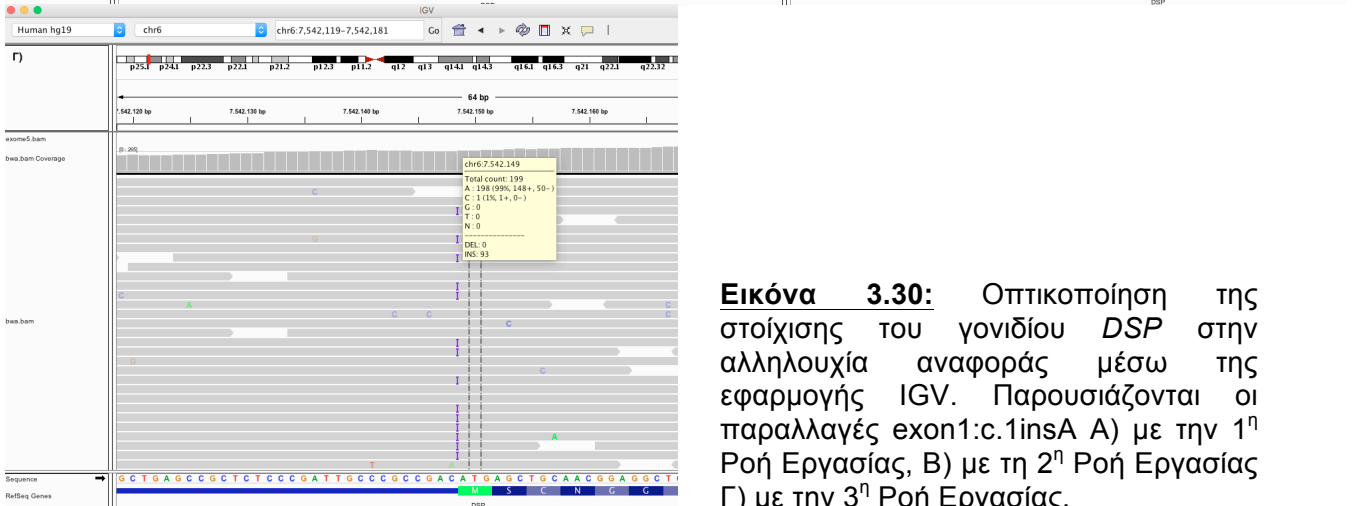 DSP
DSP
IGV
Human hg19 chr6 chr6:7,542,119-7,542,181 Go
Γ)
p25.1 p24.1 p22.3 p22.1 p21.2 p12.3 p11.2 q12 q13 q14.1 q14.3 q16.1 q16.3 q21 q22.1 q22.32
64 bp
7.542.120 bp 7.542.130 bp 7.542.140 bp 7.542.150 bp 7.542.160 bp
exome5.bam
bwa.bam Coverage
[0 - 265]
chr6:7.542.149
Total count: 199
A : 198 (99%, 148+, 50-)
C : 1 (1%, 1+, 0-)
G : 0
T : 0
N : 0
---------------
DEL: 0
INS: 93
C
I
G
I
I
I
I
C
A
C
C C
C
C
I
I
G
C
I
I
I
I
A
I
I
T A
bwa.bam
Sequence
G C T G A G C C G C T C T C C C G A T T G C C C G C C G A C A T G A G C T G C A A C G G A G G C T
RefSeq Genes
M S C N G G
DSP
Εικόνα 3.30: Οπτικοποίηση της
στοίχισης του γονιδίου DSP στην
αλληλουχία αναφοράς μέσω της
εφαρμογής IGV. Παρουσιάζονται οι
παραλλαγές exon1:c.1insA Α) με την 1η
Ροή Εργασίας, Β) με τη 2η Ροή Εργασίας
Γ) με την 3η Ροή Εργασίας.